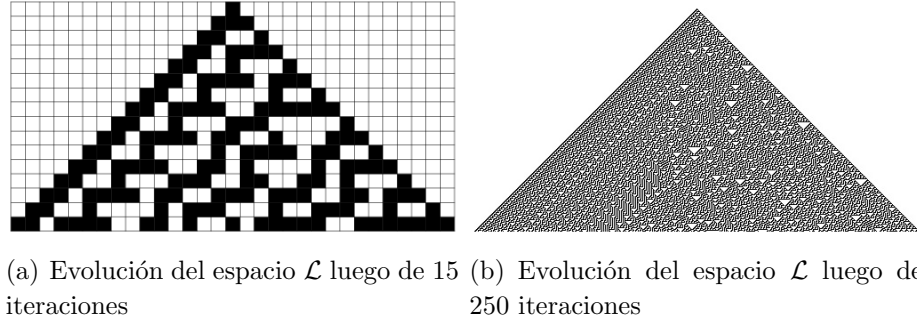 (a) Evolución del espacio ℒ luego de 15 iteraciones
(b) Evolución del espacio ℒ luego de 250 iteraciones